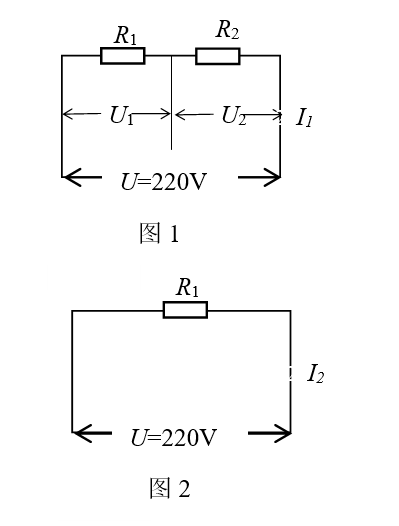 R₁ R₂
U₁ U₂ I₁
U=220V
图 1
R₁
I₂
U=220V
图 2